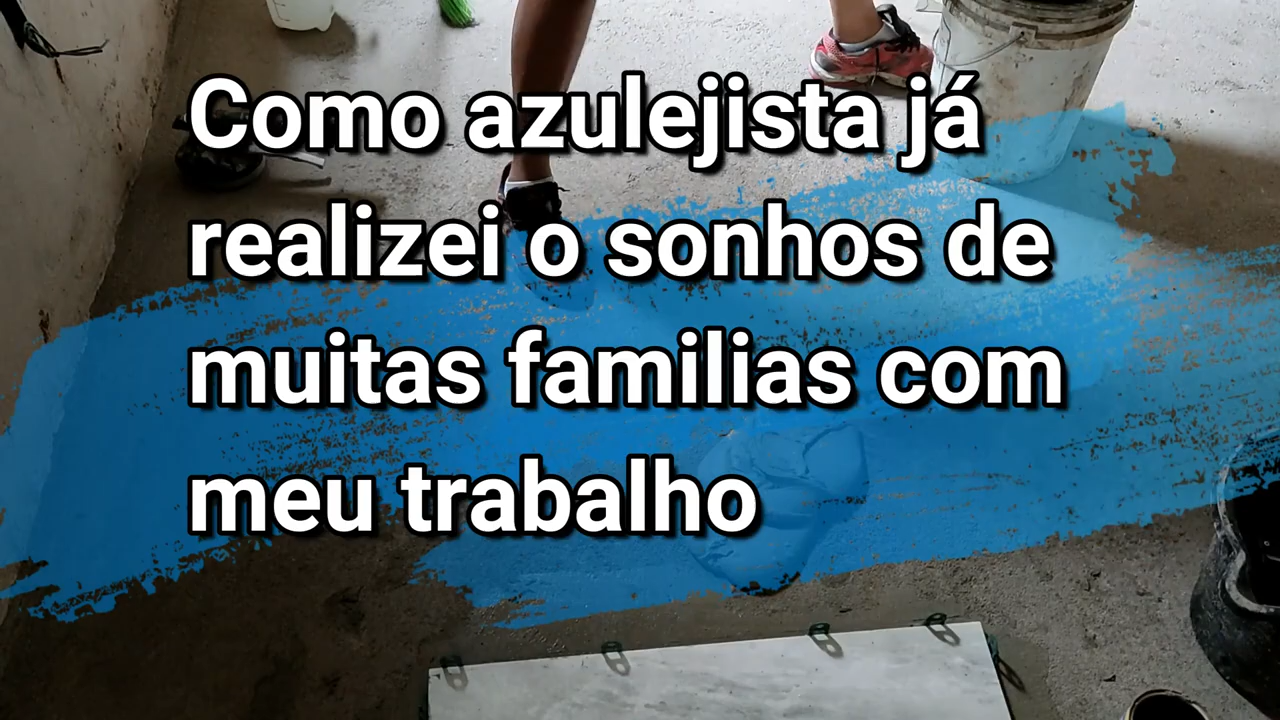 Como azulejista já
realizei o sonhos de
muitas familias com
meu trabalho